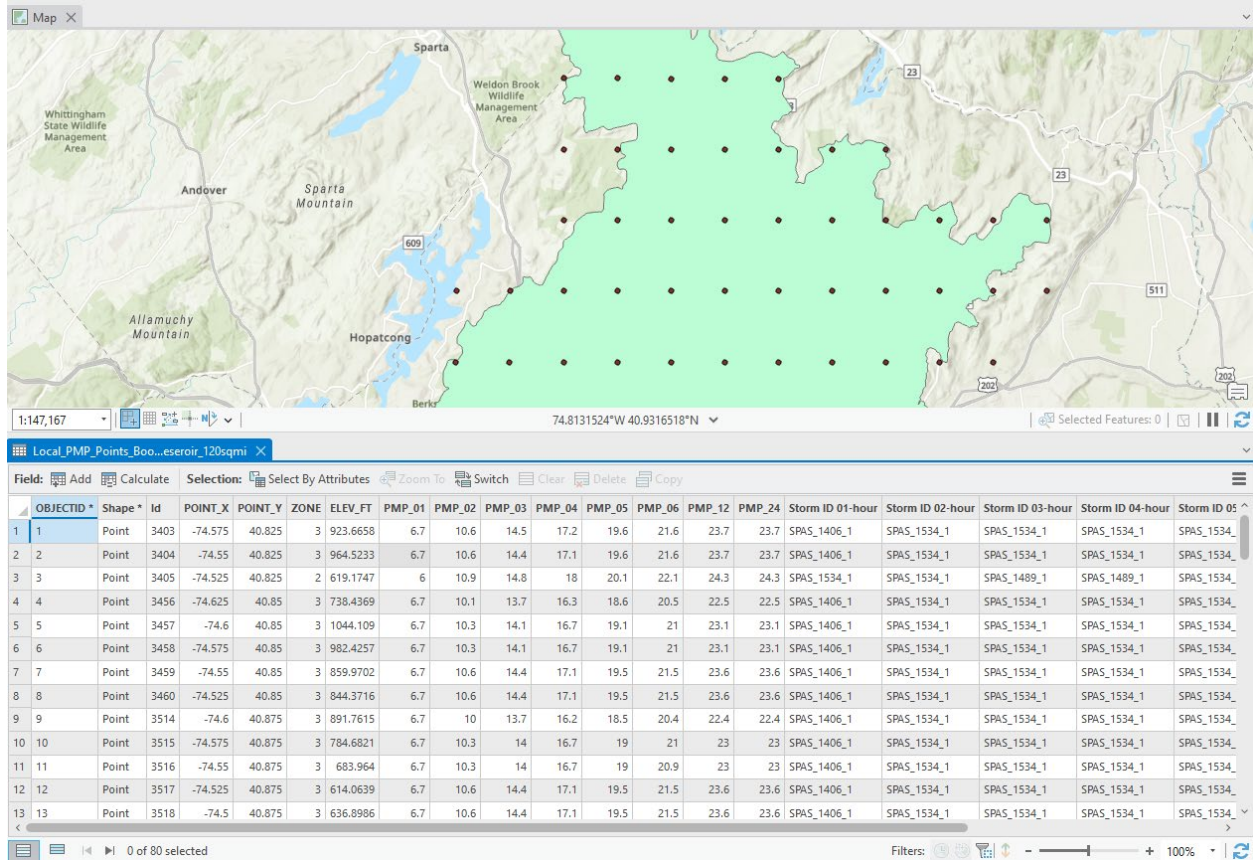 Map
Sparta
23
Weldon Brook
Wildlife
Management
Area
Whittingham
State Wildlife
Management
Area
23
Andover
Sparta
Mountain
609
511
Allamuchy
Mountain
Hopatcong
202
202
1:147,167 74.8131524°W 40.9316518°N Selected Features: 0
Local_PMP_Points_Boo...eseroir_120sqmi
Field: Add Calculate Selection: Select By Attributes Zoom To Switch Clear Delete Copy
OBJECTID * Shape * Id POINT_X POINT_Y ZONE ELEV_FT PMP_01 PMP_02 PMP_03 PMP_04 PMP_05 PMP_06 PMP_12 PMP_24 Storm ID 01-hour Storm ID 02-hour Storm ID 03-hour Storm ID 04-hour Storm ID 05
1 1 Point 3403 -74.575 40.825 3 923.6658 6.7 10.6 14.5 17.2 19.6 21.6 23.7 23.7 SPAS_1406_1 SPAS_1534_1 SPAS_1534_1 SPAS_1534_1 SPAS_1534_
2 2 Point 3404 -74.55 40.825 3 964.5233 6.7 10.6 14.4 17.1 19.6 21.6 23.7 23.7 SPAS_1406_1 SPAS_1534_1 SPAS_1534_1 SPAS_1534_1 SPAS_1534_
3 3 Point 3405 -74.525 40.825 2 619.1747 6 10.9 14.8 18 20.1 22.1 24.3 24.3 SPAS_1534_1 SPAS_1534_1 SPAS_1489_1 SPAS_1489_1 SPAS_1534_
4 4 Point 3456 -74.625 40.85 3 738.4369 6.7 10.1 13.7 16.3 18.6 20.5 22.5 22.5 SPAS_1406_1 SPAS_1534_1 SPAS_1534_1 SPAS_1534_1 SPAS_1534_
5 5 Point 3457 -74.6 40.85 3 1044.109 6.7 10.3 14.1 16.7 19.1 21 23.1 23.1 SPAS_1406_1 SPAS_1534_1 SPAS_1534_1 SPAS_1534_1 SPAS_1534_
6 6 Point 3458 -74.575 40.85 3 982.4257 6.7 10.3 14.1 16.7 19.1 21 23.1 23.1 SPAS_1406_1 SPAS_1534_1 SPAS_1534_1 SPAS_1534_1 SPAS_1534_
7 7 Point 3459 -74.55 40.85 3 859.9702 6.7 10.6 14.4 17.1 19.5 21.5 23.6 23.6 SPAS_1406_1 SPAS_1534_1 SPAS_1534_1 SPAS_1534_1 SPAS_1534_
8 8 Point 3460 -74.525 40.85 3 844.3716 6.7 10.6 14.4 17.1 19.5 21.5 23.6 23.6 SPAS_1406_1 SPAS_1534_1 SPAS_1534_1 SPAS_1534_1 SPAS_1534_
9 9 Point 3514 -74.6 40.875 3 891.7615 6.7 10 13.7 16.2 18.5 20.4 22.4 22.4 SPAS_1406_1 SPAS_1534_1 SPAS_1534_1 SPAS_1534_1 SPAS_1534_
10 10 Point 3515 -74.575 40.875 3 784.6821 6.7 10.3 14 16.7 19 21 23 23 SPAS_1406_1 SPAS_1534_1 SPAS_1534_1 SPAS_1534_1 SPAS_1534_
11 11 Point 3516 -74.55 40.875 3 683.964 6.7 10.3 14 16.7 19 20.9 23 23 SPAS_1406_1 SPAS_1534_1 SPAS_1534_1 SPAS_1534_1 SPAS_1534_
12 12 Point 3517 -74.525 40.875 3 614.0639 6.7 10.6 14.4 17.1 19.5 21.5 23.6 23.6 SPAS_1406_1 SPAS_1534_1 SPAS_1534_1 SPAS_1534_1 SPAS_1534_
13 13 Point 3518 -74.5 40.875 3 636.8986 6.7 10.6 14.4 17.1 19.5 21.5 23.6 23.6 SPAS_1406_1 SPAS_1534_1 SPAS_1534_1 SPAS_1534_1 SPAS_1534_
0 of 80 selected Filters: - + 100%